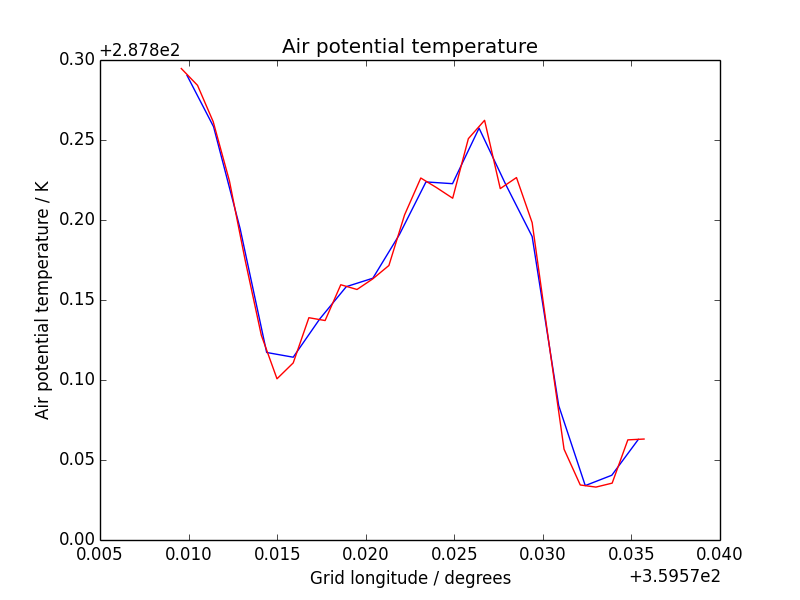 Air potential temperature
+2.878e2
0.30
0.25
0.20
0.15
0.10
0.05
0.00
Air potential temperature / K
0.005 0.010 0.015 0.020 0.025 0.030 0.035 0.040
Grid longitude / degrees
+3.5957e2